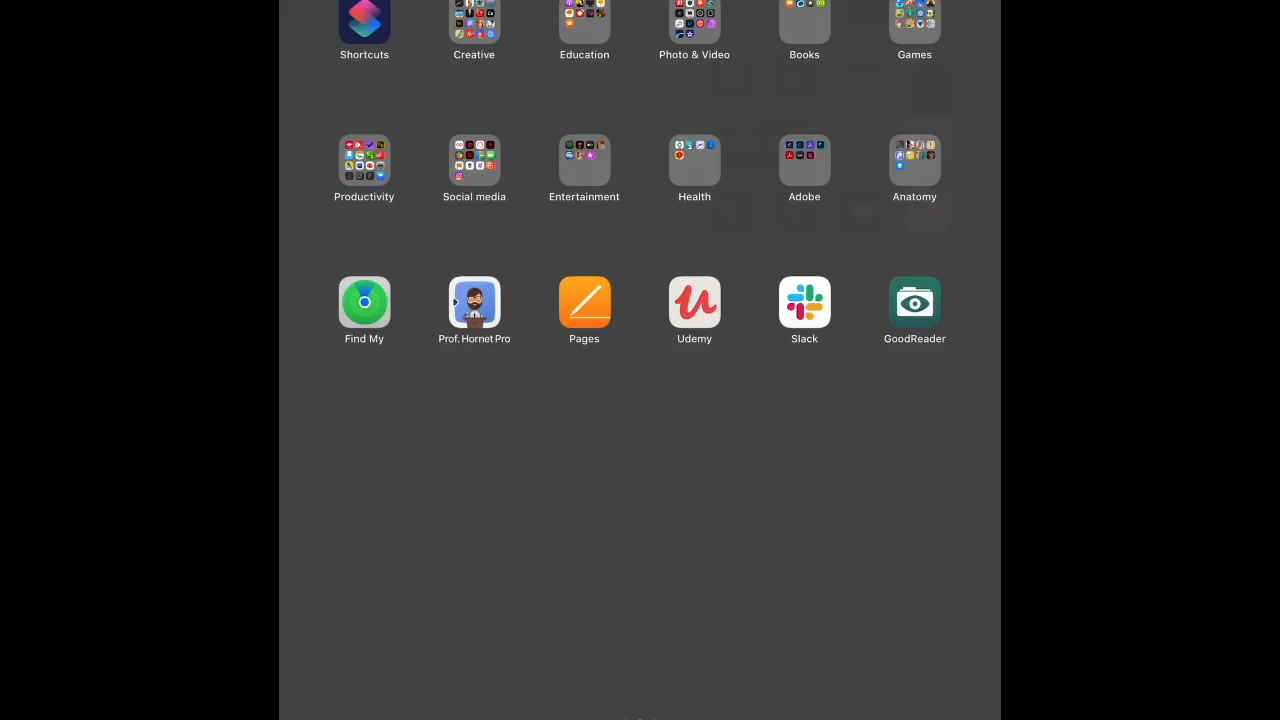 Shortcuts Creative Education Photo & Video Books Games
Productivity Social media Entertainment Health Adobe Anatomy
Find My Prof. Hornet Pro Pages Udemy Slack GoodReader